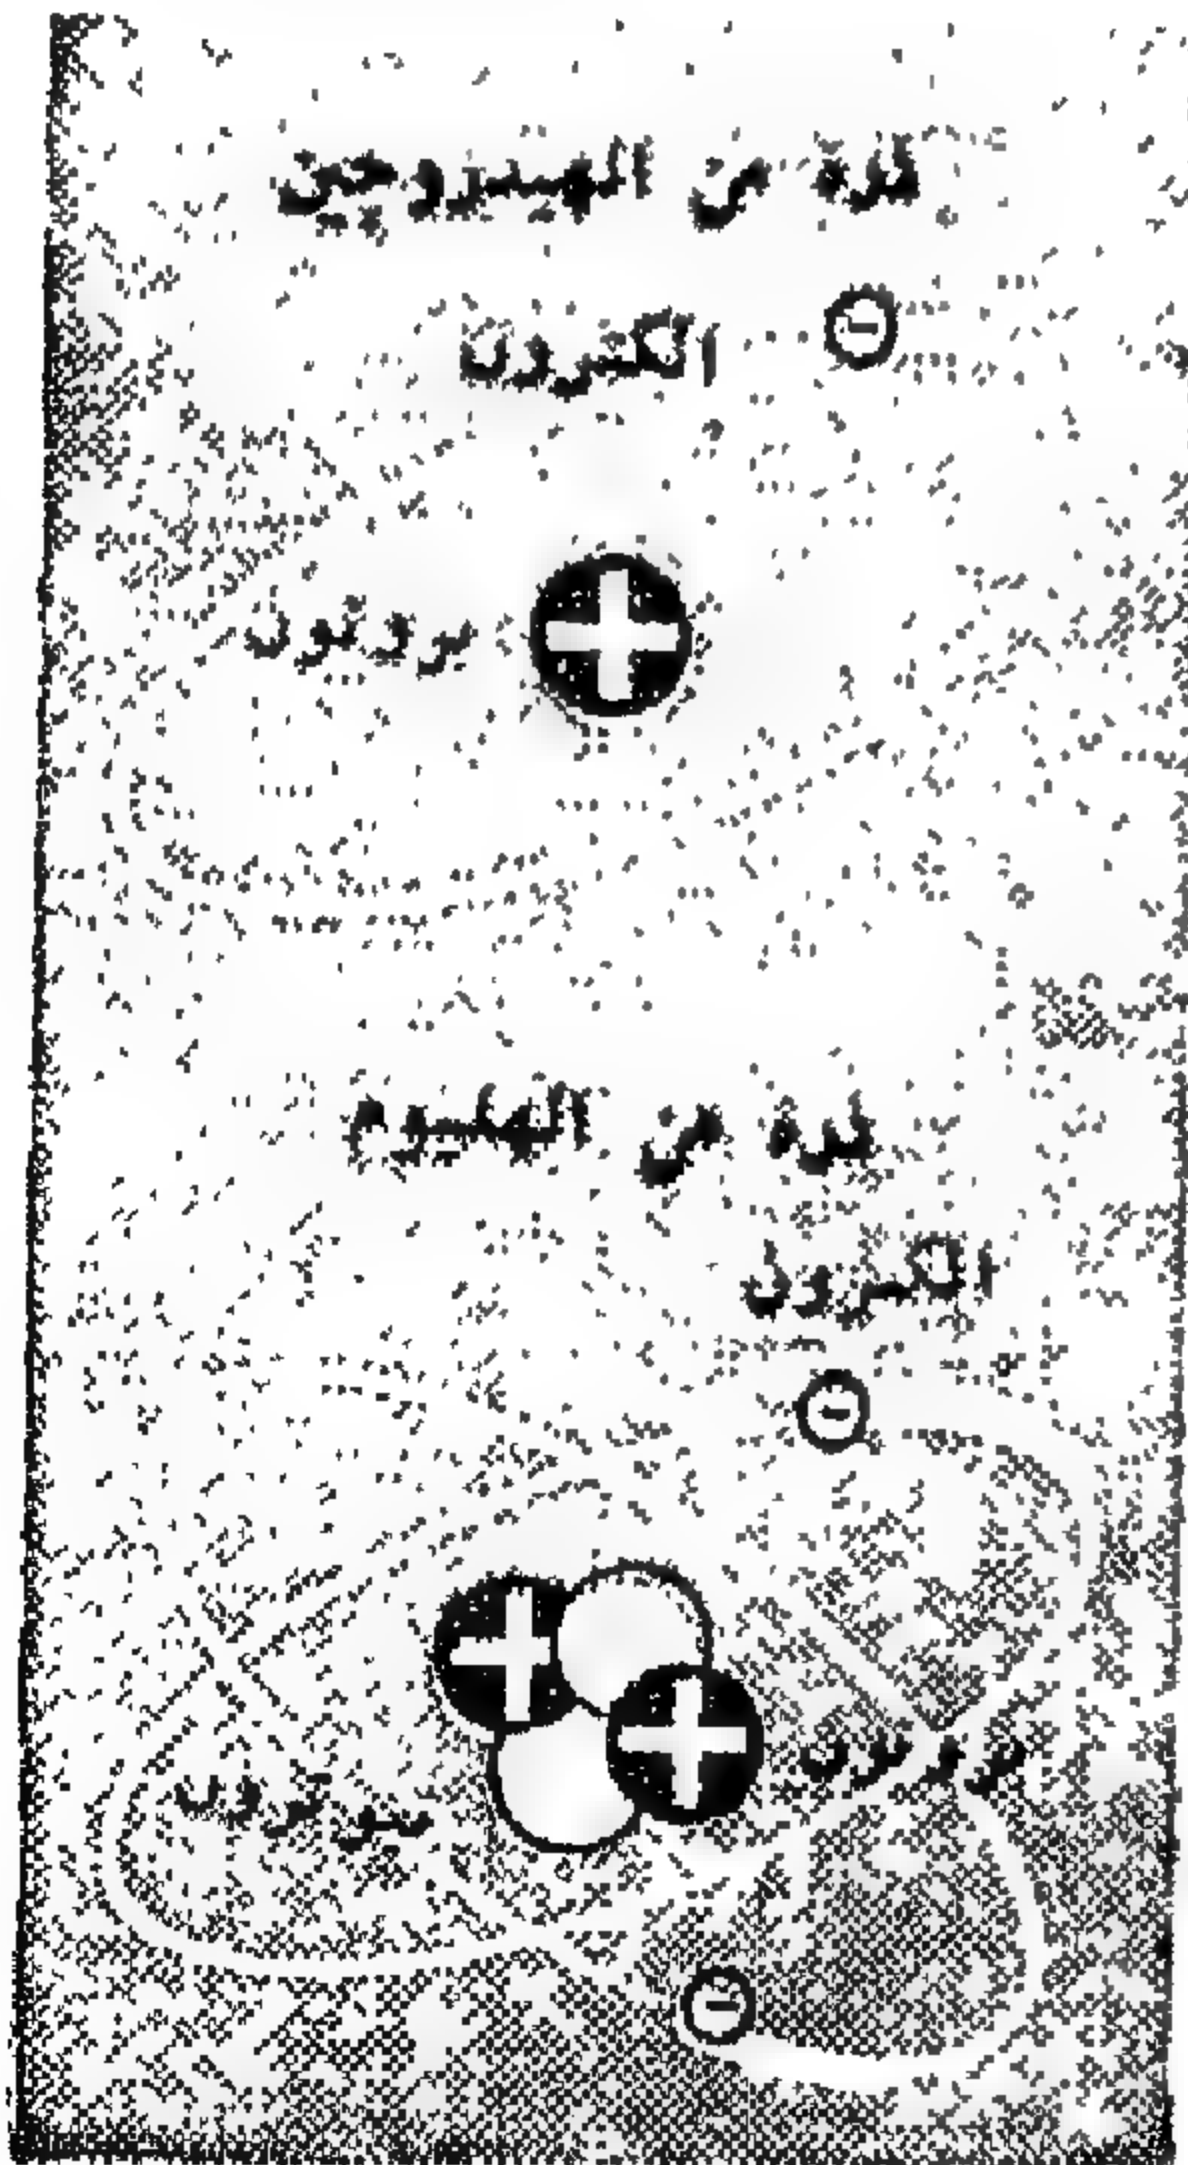 ذرة من الهيدروجين
الكترون
بروتون
ذرة من الهليوم
الكترون
بروتون
نيوترون